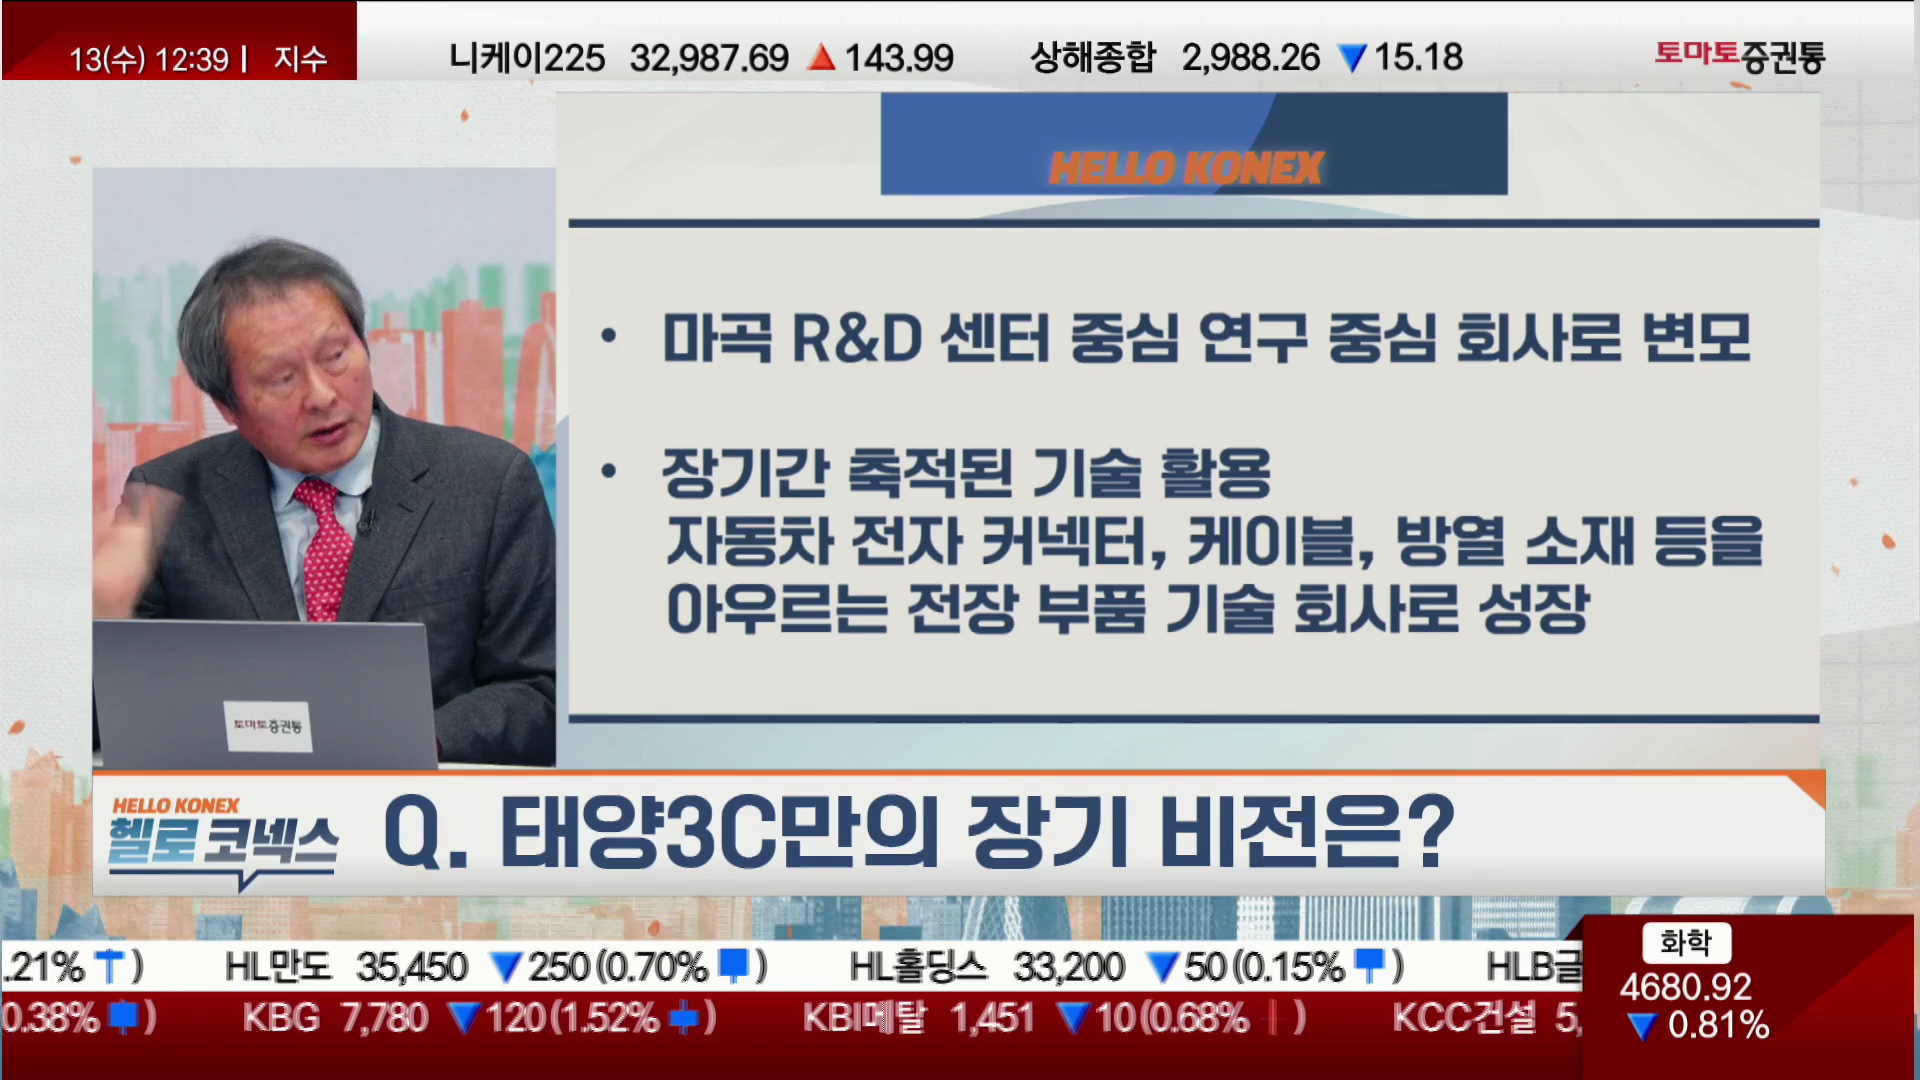 13(수) 12:39 | 지수
니케이225 32,987.69 ▲ 143.99 상해종합 2,988.26 ▼ 15.18
토마토증권통
HELLO KONEX
• 마곡 R&D 센터 중심 연구 중심 회사로 변모
• 장기간 축적된 기술 활용
자동차 전자 커넥터, 케이블, 방열 소재 등을
아우르는 전장 부품 기술 회사로 성장
토마토증권통
HELLO KONEX
헬로 코넥스
Q. 태양3C만의 장기 비전은?
.21% ) HL만도 35,450 ▼ 250 (0.70% ) HL홀딩스 33,200 ▼ 50 (0.15% ) HLB글
0.38% ) KBG 7,780 ▼ 120 (1.52% ) KBI메탈 1,451 ▼ 10 (0.68% ) KCC건설 5,
화학
4680.92
▼ 0.81%